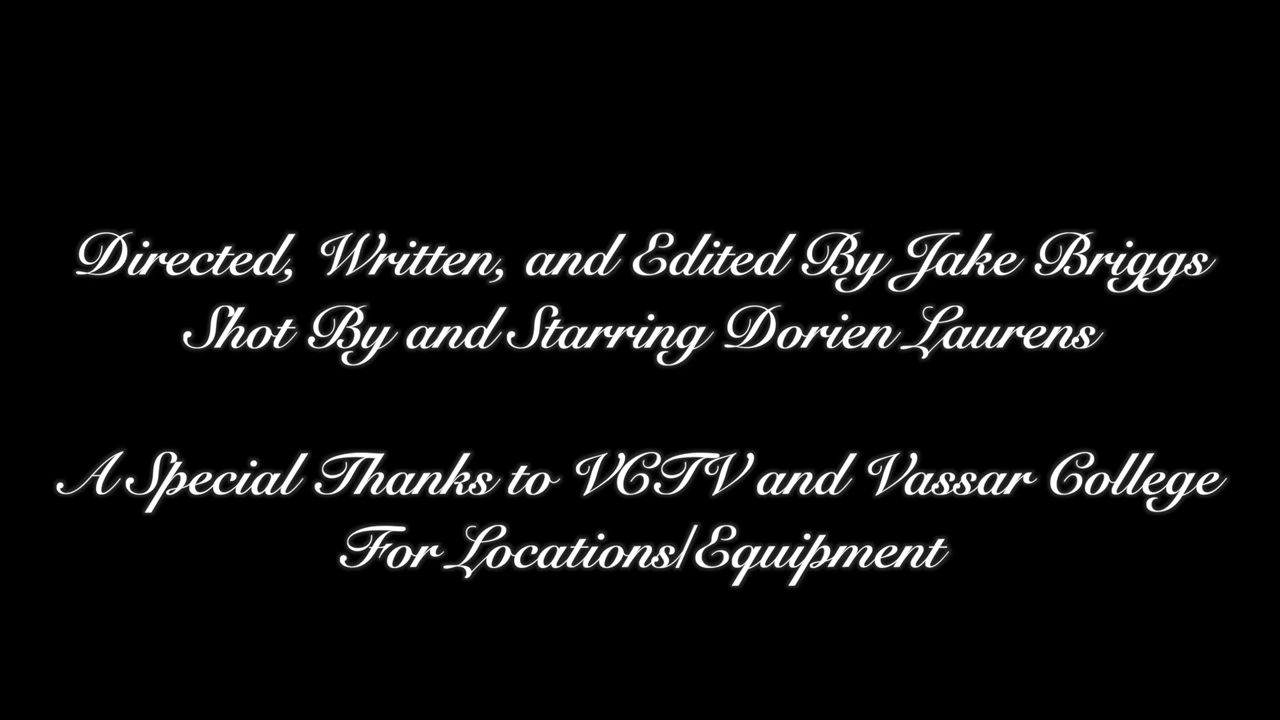 Directed, Written, and Edited By Jake Briggs
Shot By and Starring Dorien Laurens
A Special Thanks to VCTV and Vassar College
For Locations/Equipment